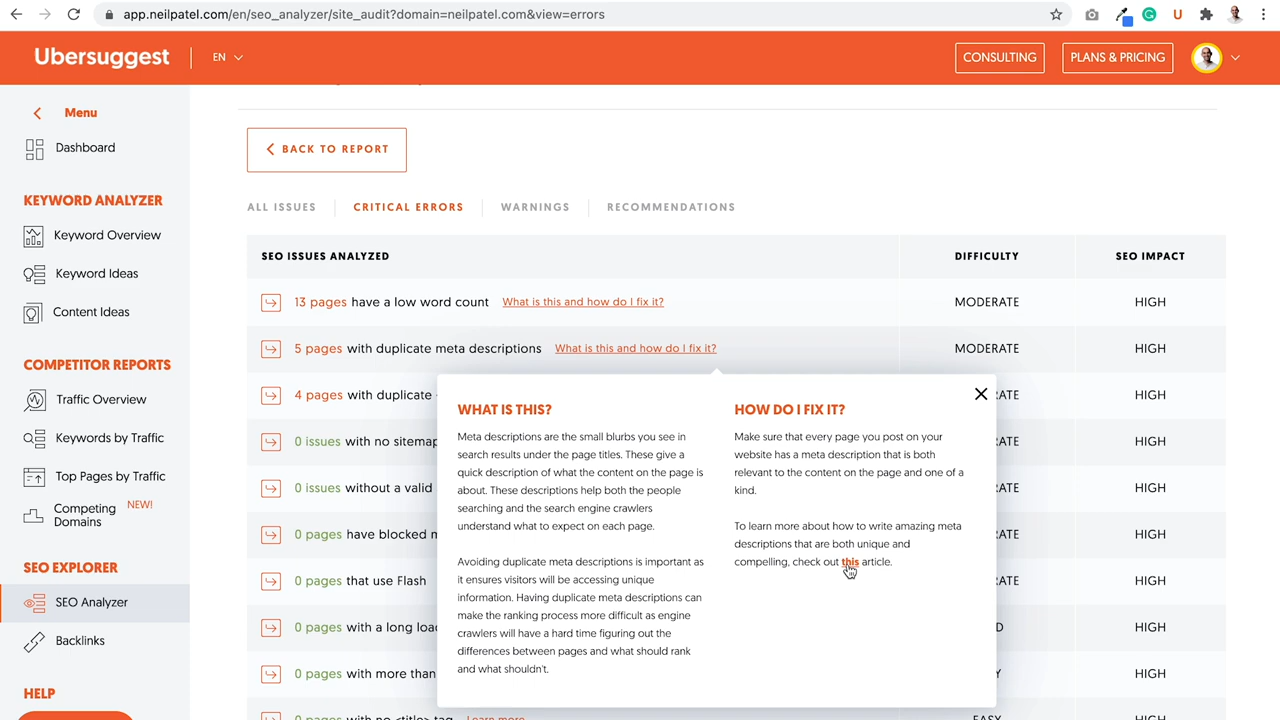 app.neilpatel.com/en/seo_analyzer/site_audit?domain=neilpatel.com&view=errors
Ubersuggest
EN
CONSULTING
PLANS & PRICING
Menu
Dashboard
KEYWORD ANALYZER
Keyword Overview
Keyword Ideas
Content Ideas
COMPETITOR REPORTS
Traffic Overview
Keywords by Traffic
Top Pages by Traffic
Competing NEW!
Domains
SEO EXPLORER
SEO Analyzer
Backlinks
HELP
BACK TO REPORT
ALL ISSUES
CRITICAL ERRORS
WARNINGS
RECOMMENDATIONS
SEO ISSUES ANALYZED DIFFICULTY SEO IMPACT
13 pages have a low word count What is this and how do I fix it? MODERATE HIGH
5 pages with duplicate meta descriptions What is this and how do I fix it? MODERATE HIGH
4 pages with duplicate HIGH
0 issues with no sitemap HIGH
0 issues without a valid HIGH
0 pages have blocked HIGH
0 pages that use Flash HIGH
0 pages with a long HIGH
0 pages with more than HIGH
0 pages with no <title> tag Learn more EASY HIGH
WHAT IS THIS?
Meta descriptions are the small blurbs you see in
search results under the page titles. These give a
quick description of what the content on the page is
about. These descriptions help both the people
searching and the search engine crawlers
understand what to expect on each page.
Avoiding duplicate meta descriptions is important as
it ensures visitors will be accessing unique
information. Having duplicate meta descriptions can
make the ranking process more difficult as engine
crawlers will have a hard time figuring out the
differences between pages and what should rank
and what shouldn't.
HOW DO I FIX IT?
Make sure that every page you post on your
website has a meta description that is both
relevant to the content on the page and one of a
kind.
To learn more about how to write amazing meta
descriptions that are both unique and
compelling, check out this article.